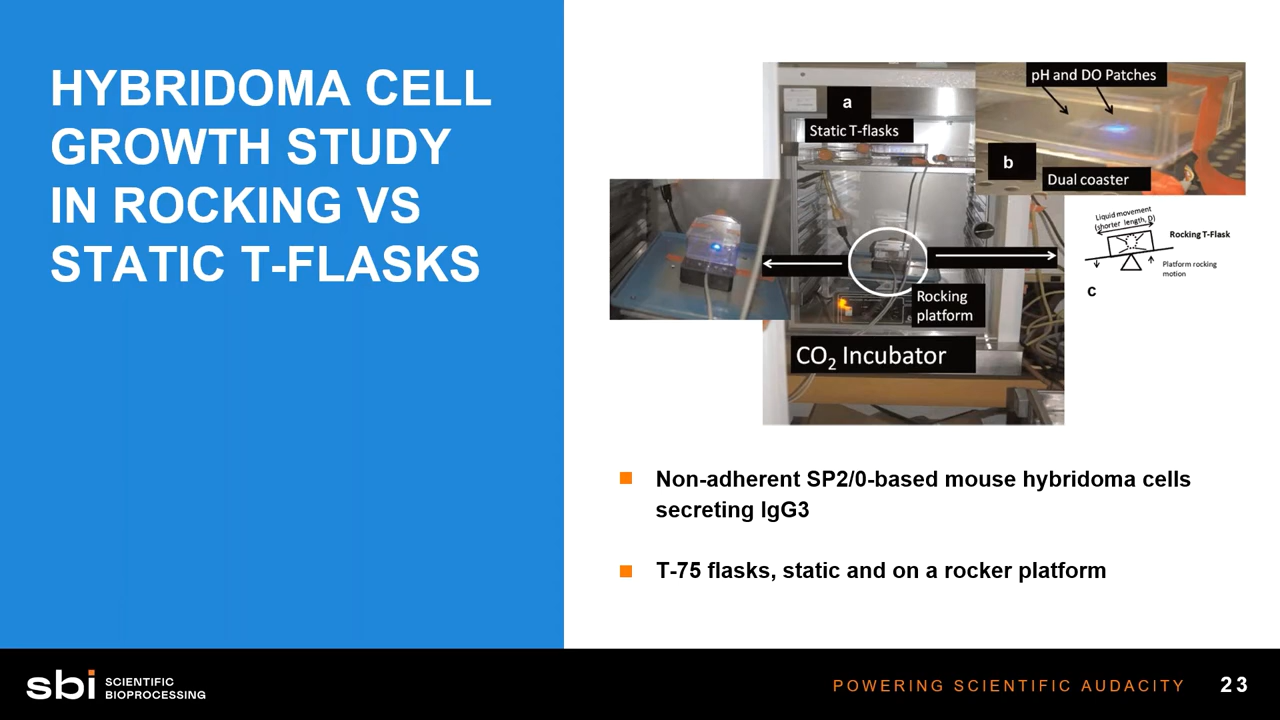 HYBRIDOMA CELL
GROWTH STUDY
IN ROCKING VS
STATIC T-FLASKS
pH and DO Patches
a
Static T-flasks
b
Dual coaster
Liquid movement
(shorter length, D)
Rocking T-Flask
Platform rocking
motion
c
Rocking
platform
CO₂ Incubator
Non-adherent SP2/0-based mouse hybridoma cells
secreting IgG3
T-75 flasks, static and on a rocker platform
sbi SCIENTIFIC
BIOPROCESSING
POWERING SCIENTIFIC AUDACITY 23